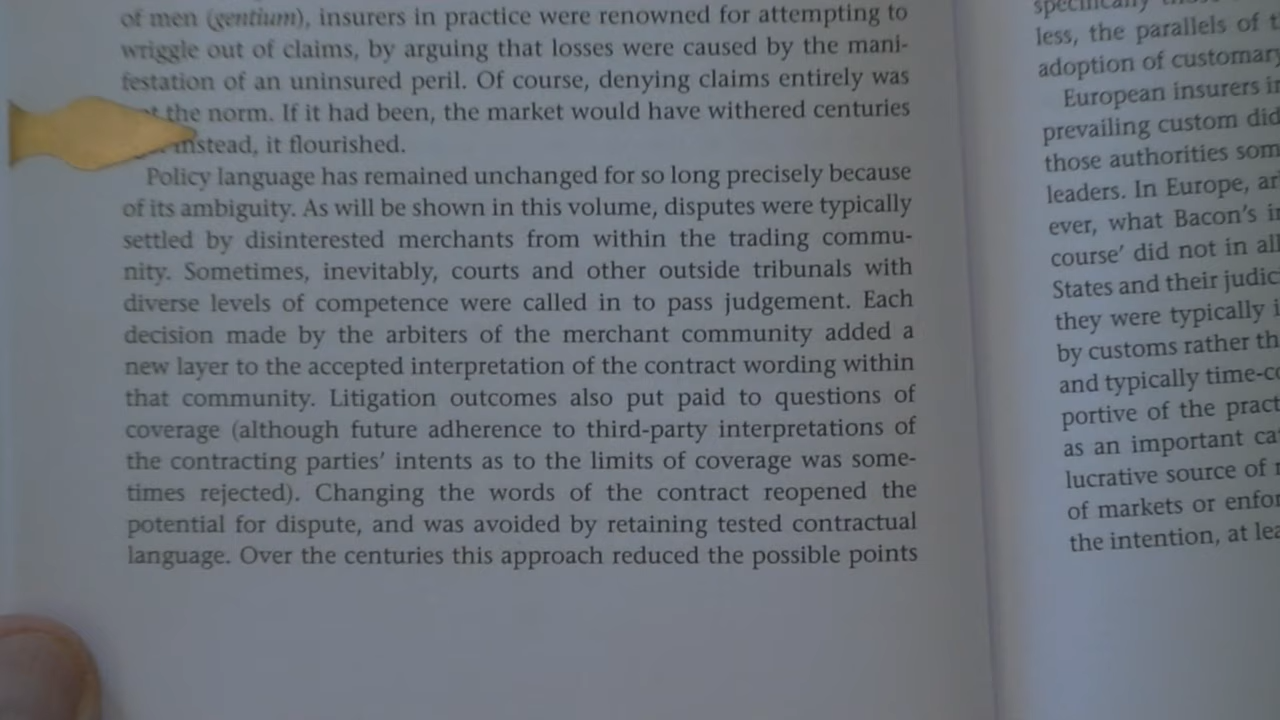 of men (gentium), insurers in practice were renowned for attempting to
wriggle out of claims, by arguing that losses were caused by the mani-
festation of an uninsured peril. Of course, denying claims entirely was
the norm. If it had been, the market would have withered centuries
instead, it flourished.
Policy language has remained unchanged for so long precisely because
of its ambiguity. As will be shown in this volume, disputes were typically
settled by disinterested merchants from within the trading commu-
nity. Sometimes, inevitably, courts and other outside tribunals with
diverse levels of competence were called in to pass judgement. Each
decision made by the arbiters of the merchant community added a
new layer to the accepted interpretation of the contract wording within
that community. Litigation outcomes also put paid to questions of
coverage (although future adherence to third-party interpretations of
the contracting parties' intents as to the limits of coverage was some-
times rejected). Changing the words of the contract reopened the
potential for dispute, and was avoided by retaining tested contractual
language. Over the centuries this approach reduced the possible points
less, the parallels of
adoption of customary
European insurers
prevailing custom did
those authorities som
leaders. In Europe,
ever, what Bacon's
course' did not in all
States and their judic
they were typically
by customs rather th
and typically time-co
portive of the pract
as an important ca
lucrative source of
of markets or enfor
the intention, at lea